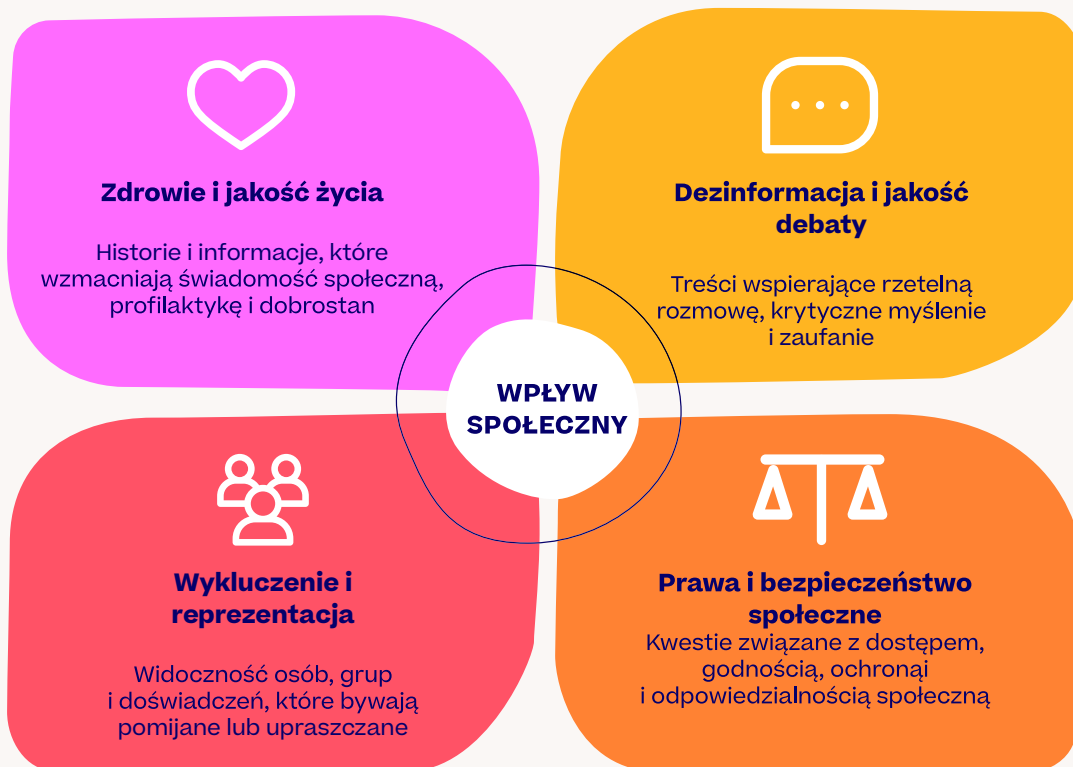 Zdrowie i jakość życia
Historie i informacje, które
wzmacniają świadomość społeczną,
profilaktykę i dobrostan
Dezinformacja i jakość
debaty
Treści wspierające rzetelną
rozmowę, krytyczne myślenie
i zaufanie
WPŁYW
SPOŁECZNY
Wykluczenie i
reprezentacja
Widoczność osób, grup
i doświadczeń, które bywają
pomijane lub upraszczane
Prawa i bezpieczeństwo
społeczne
Kwestie związane z dostępem,
godnością, ochronąi
i odpowiedzialnością społeczną